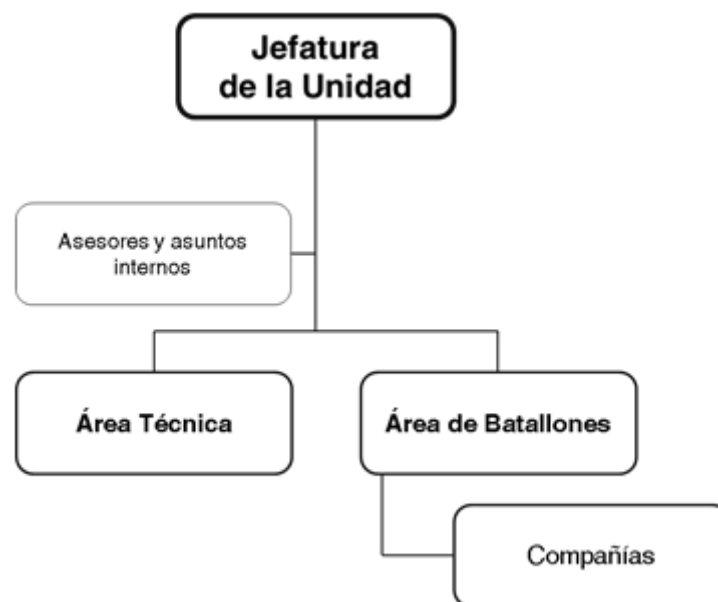 Jefatura
de la Unidad
Asesores y asuntos
internos
Área Técnica
Área de Batallones
Compañías